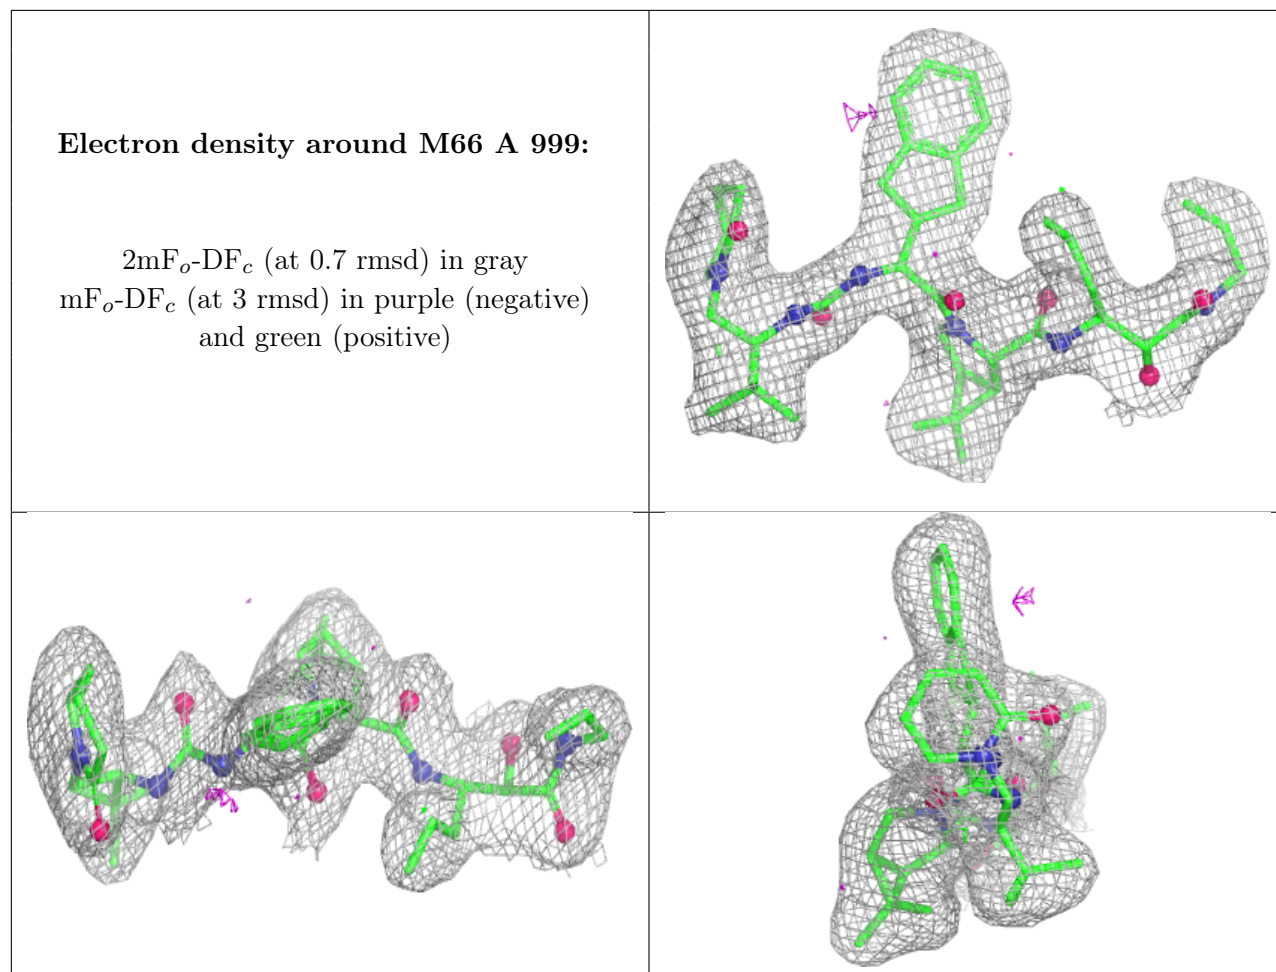 Electron density around M66 A 999:
2mFo-DFc (at 0.7 rmsd) in gray
mFo-DFc (at 3 rmsd) in purple (negative)
and green (positive)